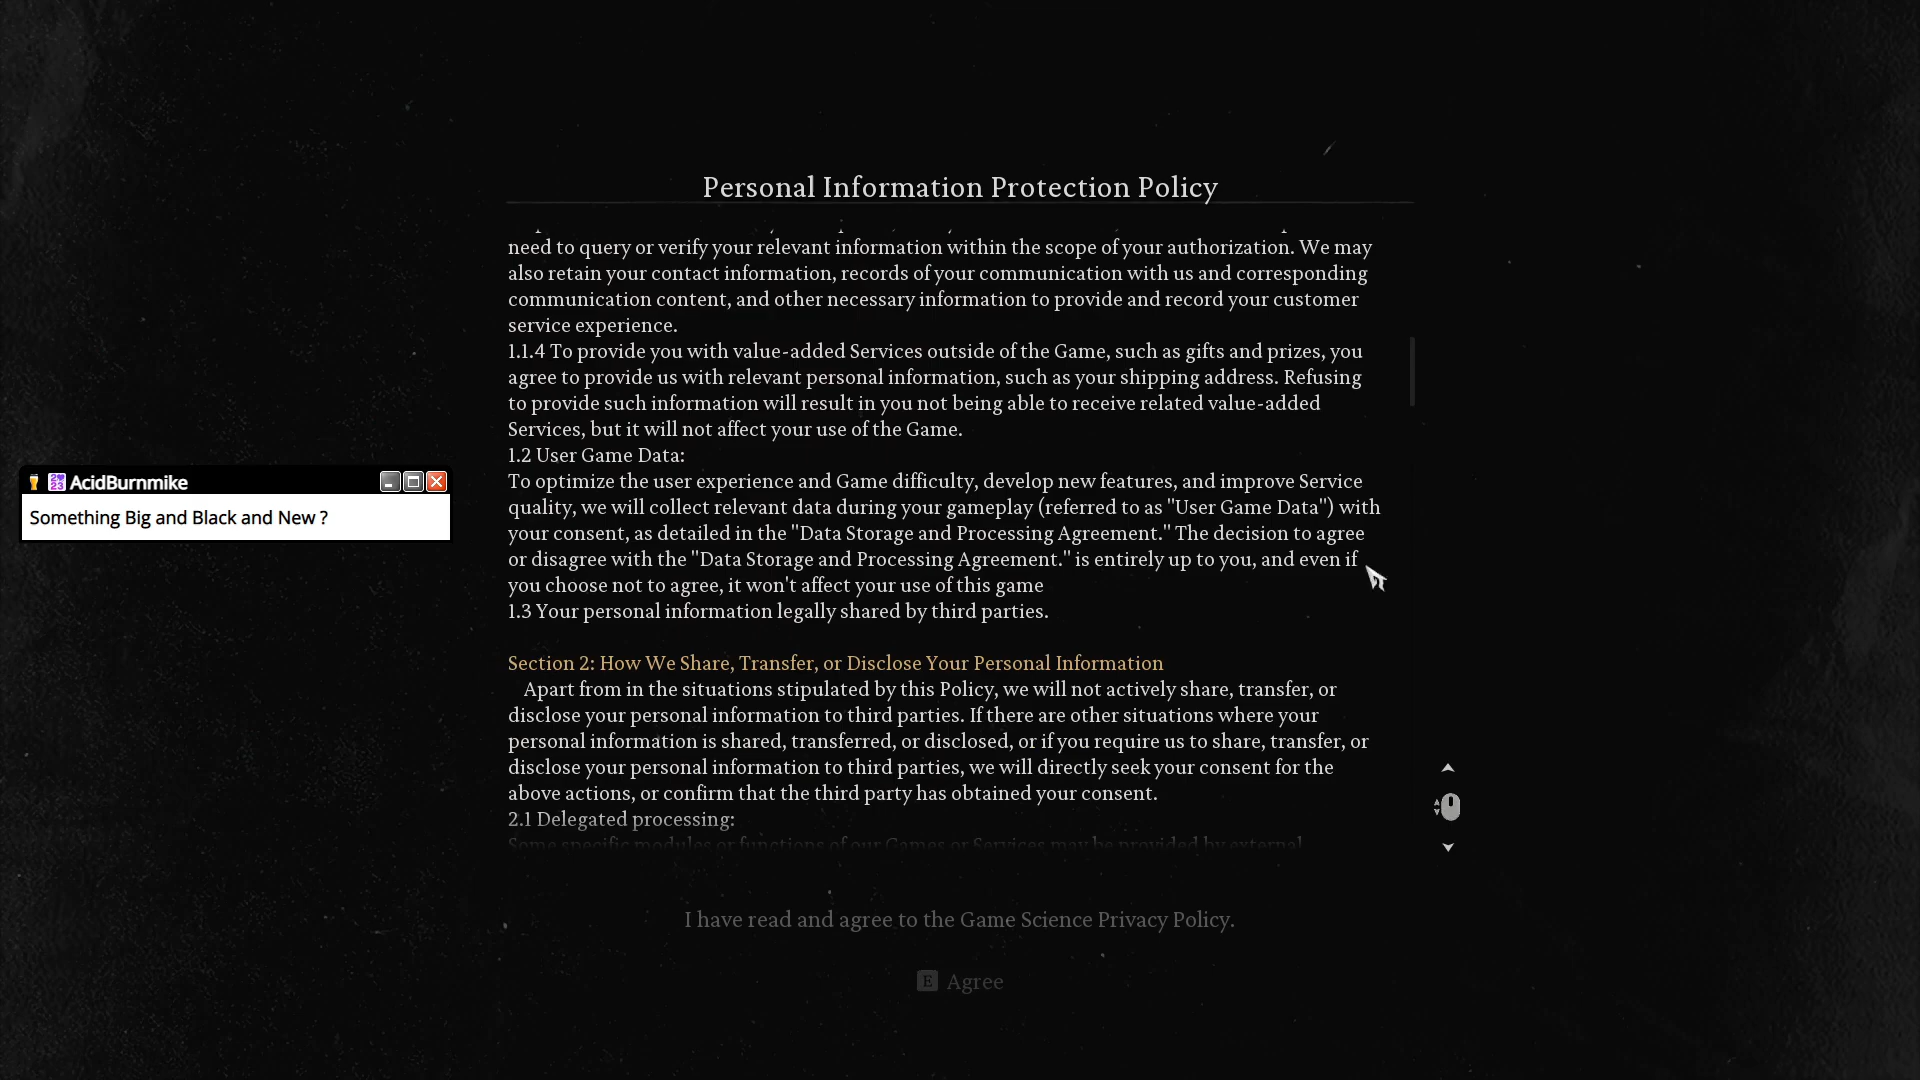 Personal Information Protection Policy
need to query or verify your relevant information within the scope of your authorization. We may
also retain your contact information, records of your communication with us and corresponding
communication content, and other necessary information to provide and record your customer
service experience.
1.1.4 To provide you with value-added Services outside of the Game, such as gifts and prizes, you
agree to provide us with relevant personal information, such as your shipping address. Refusing
to provide such information will result in you not being able to receive related value-added
Services, but it will not affect your use of the Game.
1.2 User Game Data:
To optimize the user experience and Game difficulty, develop new features, and improve Service
quality, we will collect relevant data during your gameplay (referred to as "User Game Data") with
your consent, as detailed in the "Data Storage and Processing Agreement." The decision to agree
or disagree with the "Data Storage and Processing Agreement." is entirely up to you, and even if
you choose not to agree, it won't affect your use of this game
1.3 Your personal information legally shared by third parties.
Section 2: How We Share, Transfer, or Disclose Your Personal Information
Apart from in the situations stipulated by this Policy, we will not actively share, transfer, or
disclose your personal information to third parties. If there are other situations where your
personal information is shared, transferred, or disclosed, or if you require us to share, transfer, or
disclose your personal information to third parties, we will directly seek your consent for the
above actions, or confirm that the third party has obtained your consent.
2.1 Delegated processing:
Some specific modules or functions of our Games or Services may be provided by external
I have read and agree to the Game Science Privacy Policy.
E Agree
AcidBurnmike
Something Big and Black and New ?